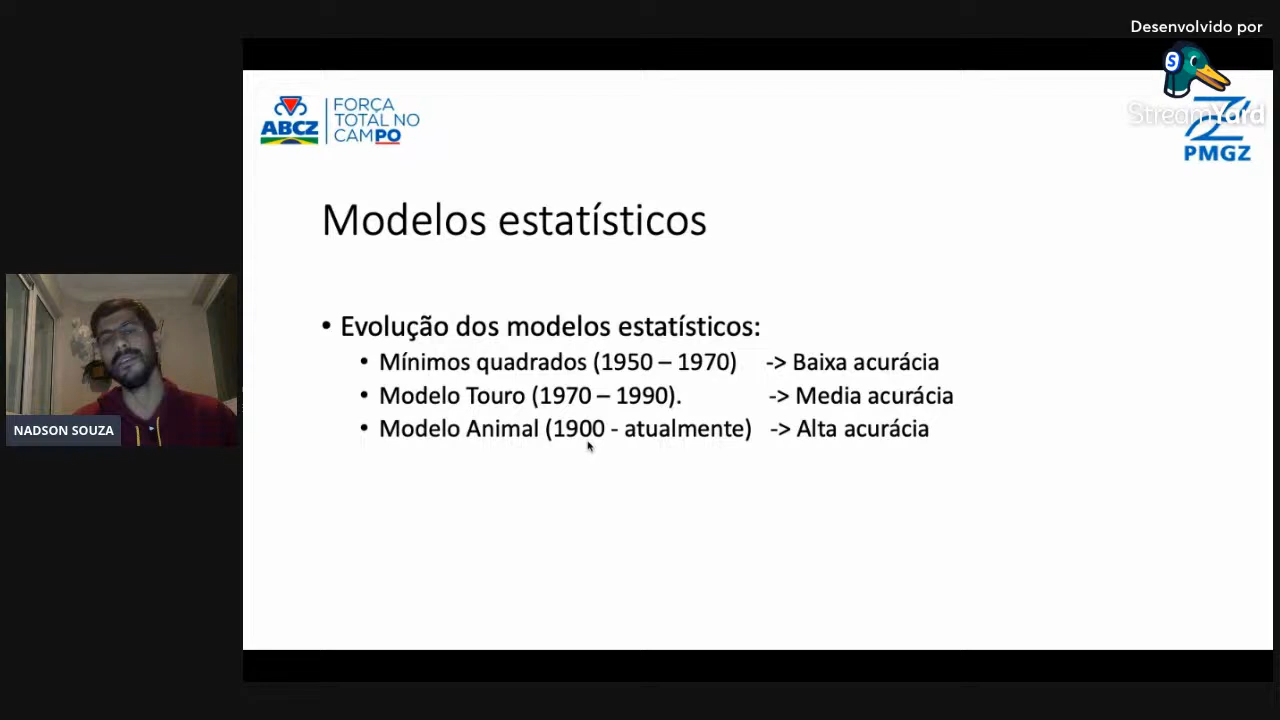 Desenvolvido por
S
StreamYard
ABCZ
FORÇA
TOTAL NO
CAMPO
PMGZ
Modelos estatísticos
• Evolução dos modelos estatísticos:
• Mínimos quadrados (1950 – 1970) -> Baixa acurácia
• Modelo Touro (1970 – 1990). -> Media acurácia
• Modelo Animal (1900 - atualmente) -> Alta acurácia
NADSON SOUZA